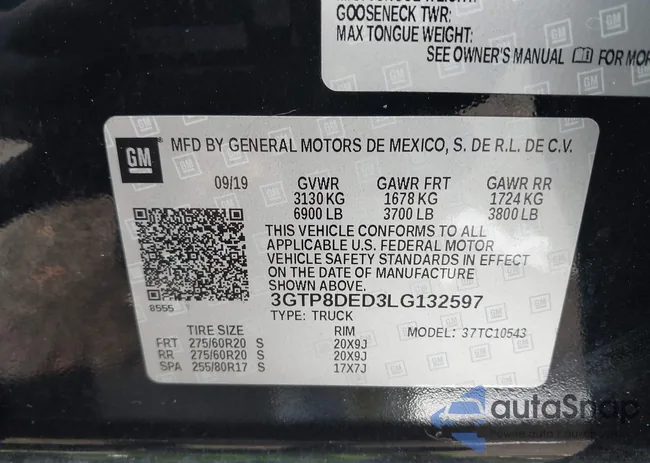 GOOSENECK TWR:
MAX TONGUE WEIGHT:
SEE OWNER'S MANUAL FOR MOR
GM
MFD BY GENERAL MOTORS DE MEXICO, S. DE R.L. DE C.V.
09/19 GVWR GAWR FRT GAWR RR
3130 KG 1678 KG 1724 KG
6900 LB 3700 LB 3800 LB
THIS VEHICLE CONFORMS TO ALL
APPLICABLE U.S. FEDERAL MOTOR
VEHICLE SAFETY STANDARDS IN EFFECT
ON THE DATE OF MANUFACTURE
SHOWN ABOVE.
8555 3GTP8DED3LG132597
TYPE: TRUCK
TIRE SIZE RIM MODEL: 37TC10543
FRT 275/60R20 S 20X9J
RR 275/60R20 S 20X9J
SPA 255/80R17 S 17X7J
autoSnap